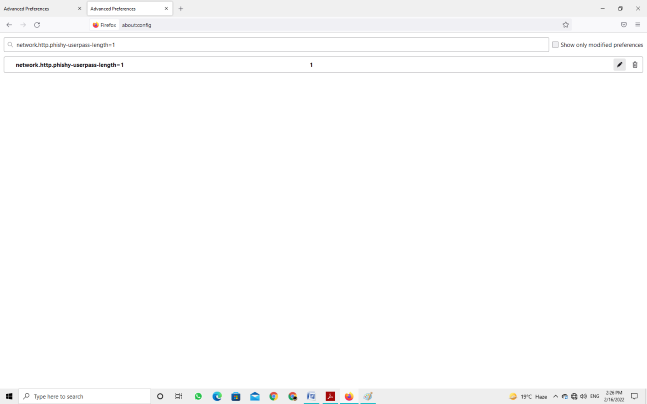 Advanced Preferences
Advanced Preferences
Firefox about:config
network.http.phishy-userpass-length=1
Show only modified preferences
network.http.phishy-userpass-length=1 1
Type here to search
19°C Haze ENG 2:26 PM
2/16/2022